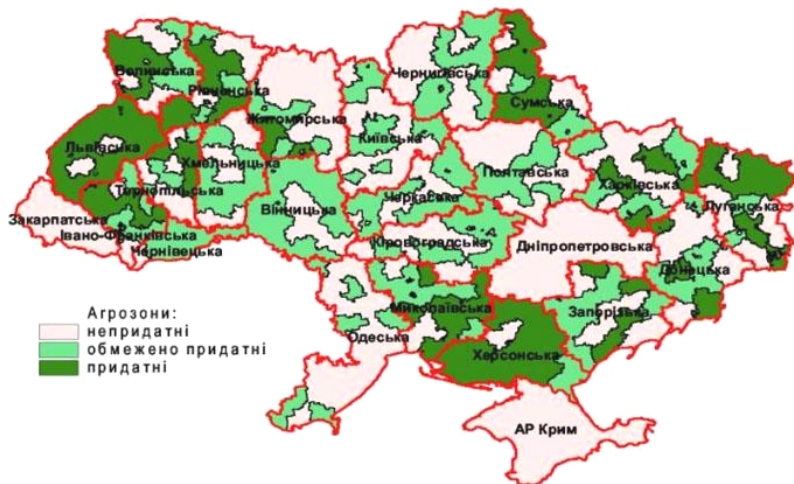 Волинська
Рівненська
Чернигівська
Сумська
Житомирська
Київська
Львівська
Хмельницька
Полтавська
Харківська
Луганська
Тернопільська
Вінницька
Черкаська
Закарпатська
Івано-Франківська
Чернівецька
Кіровоградська
Дніпропетровська
Донецька
Миколаївська
Запорізька
Одеська
Херсонська
АР Крим
Агрозони:
непридатні
обмежено придатні
придатні